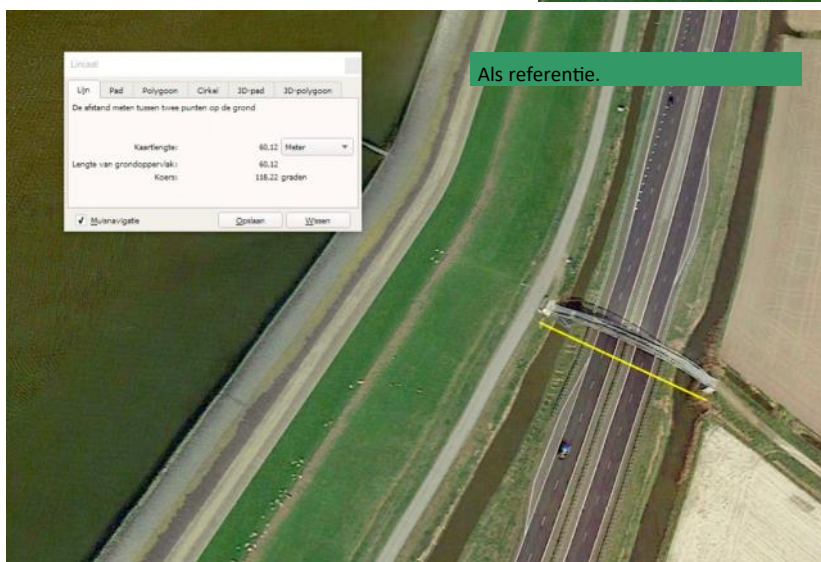 Liniaal
Als referentie.
Lijn Pad Polygoon Cirkel 3D-pad 3D-polygoon
De afstand meten tussen twee punten op de grond
Kaartlengte: 60,12 Meter
Lengte van grondoppervlak: 60,12
Koers: 118,22 graden
Muisnavigatie Opslaan Wissen